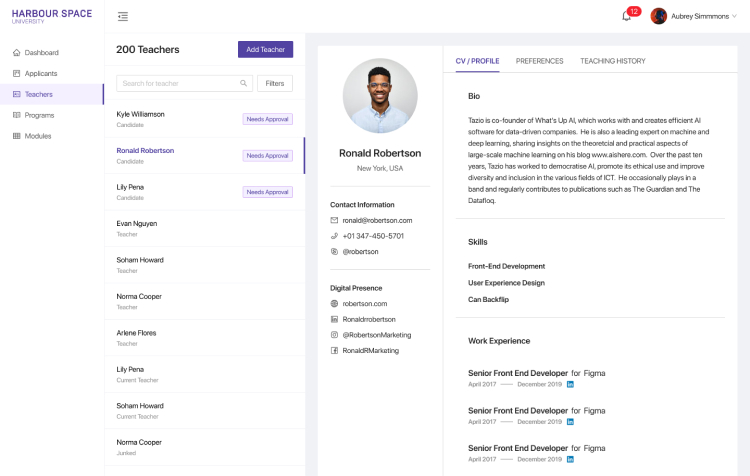 HARBOUR SPACE
UNIVERSITY
12
Aubrey Simmmons
Dashboard
Applicants
Teachers
Programs
Modules
200 Teachers
Add Teacher
Search for teacher
Filters
Kyle Williamson
Candidate
Needs Approval
Ronald Robertson
Candidate
Needs Approval
Lily Pena
Candidate
Needs Approval
Evan Nguyen
Teacher
Soham Howard
Teacher
Norma Cooper
Teacher
Arlene Flores
Teacher
Lily Pena
Current Teacher
Soham Howard
Current Teacher
Norma Cooper
Junked
Ronald Robertson
New York, USA
Contact Information
ronald@robertson.com
+01 347-450-5701
@robertson
Digital Presence
robertson.com
Ronaldrrobertson
@RobertsonMarketing
RonaldRMarketing
CV / PROFILE
PREFERENCES
TEACHING HISTORY
Bio
Tazio is co-founder of What's Up AI, which works with and creates efficient AI
software for data-driven companies. He is also a leading expert on machine and
deep learning, sharing insights on the theoretcial and practical aspects of
large-scale machine learning on his blog www.aishere.com. Over the past ten
years, Tazio has worked to democratise AI, promote its ethical use and improve
diversity and inclusion in the various fields of ICT. He occasionally plays in a
band and regularly contributes to publications such as The Guardian and The
Datafloq.
Skills
Front-End Development
User Experience Design
Can Backflip
Work Experience
Senior Front End Developer for Figma
April 2017 — December 2019 in
Senior Front End Developer for Figma
April 2017 — December 2019 in
Senior Front End Developer for Figma
April 2017 — December 2019 in